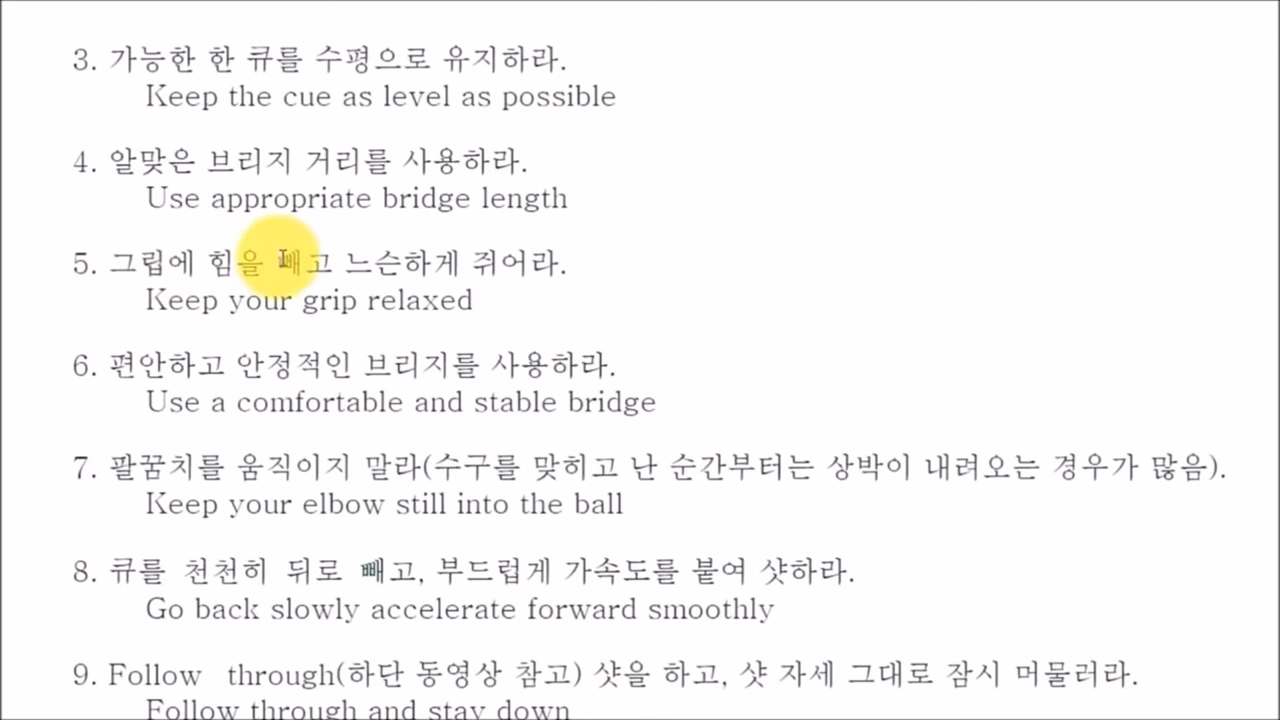 3. 가능한 한 큐를 수평으로 유지하라.
Keep the cue as level as possible
4. 알맞은 브리지 거리를 사용하라.
Use appropriate bridge length
5. 그립에 힘을 빼고 느슨하게 쥐어라.
Keep your grip relaxed
6. 편안하고 안정적인 브리지를 사용하라.
Use a comfortable and stable bridge
7. 팔꿈치를 움직이지 말라(수구를 맞히고 난 순간부터는 상박이 내려오는 경우가 많음).
Keep your elbow still into the ball
8. 큐를 천천히 뒤로 빼고, 부드럽게 가속도를 붙여 샷하라.
Go back slowly accelerate forward smoothly
9. Follow through(하단 동영상 참고) 샷을 하고, 샷 자세 그대로 잠시 머물러라.
Follow through and stay down